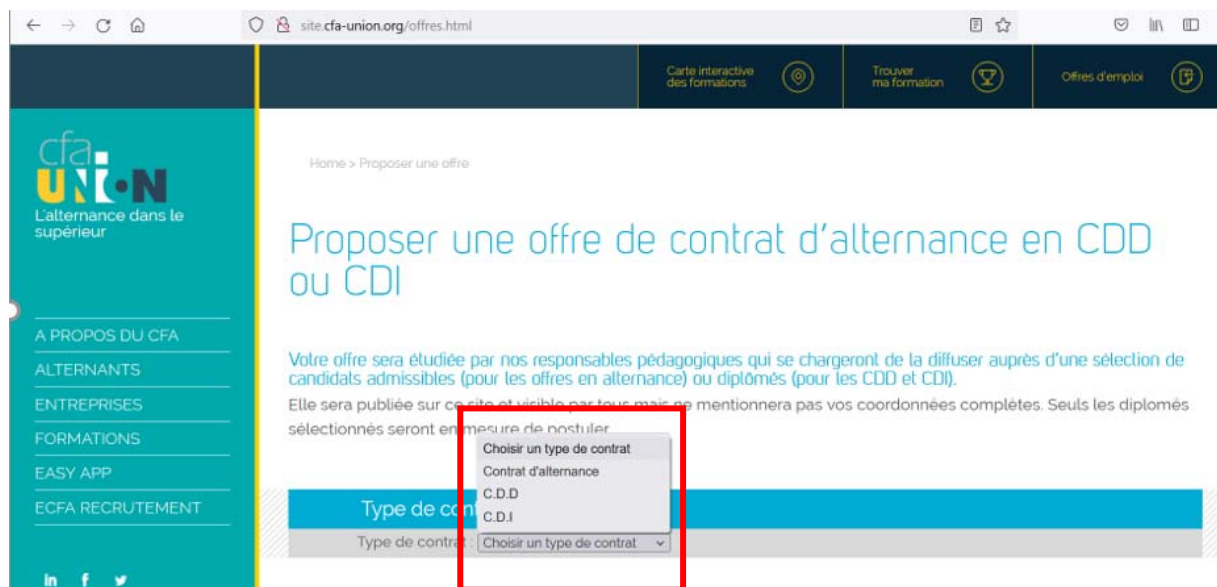 site.cfa-union.org/offres.html
Carte interactive
des formations
Trouver
ma formation
Offres d'emploi
cfa
UNION
L'alternance dans le
supérieur
A PROPOS DU CFA
ALTERNANTS
ENTREPRISES
FORMATIONS
EASY APP
ECFA RECRUTEMENT
in f
Home > Proposer une offre
Proposer une offre de contrat d'alternance en CDD
ou CDI
Votre offre sera étudiée par nos responsables pédagogiques qui se chargeront de la diffuser auprès d'une sélection de
candidats admissibles (pour les offres en alternance) ou diplômés (pour les CDD et CDI).
Elle sera publiée sur ce site et visible par tous mais ne mentionnera pas vos coordonnées complètes. Seuls les diplomés
sélectionnés seront en mesure de postuler
Choisir un type de contrat
Contrat d'alternance
C.D.D
C.D.I
Type de con
Type de contrat : Choisir un type de contrat